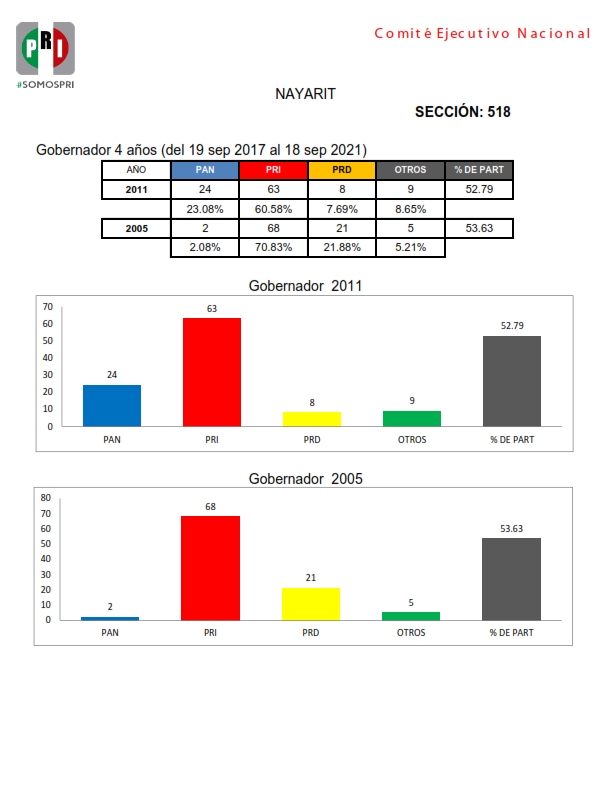 PRI
#SOMOSPRI
Comité Ejecutivo Nacional
NAYARIT
SECCIÓN: 518
Gobernador 4 años (del 19 sep 2017 al 18 sep 2021)
AÑO PAN PRI PRD OTROS % DE PART
2011 24 63 8 9 52.79
23.08% 60.58% 7.69% 8.65%
2005 2 68 21 5 53.63
2.08% 70.83% 21.88% 5.21%
Gobernador 2011
70
60
50
40
30
20
10
0
24
63
8
9
52.79
PAN PRI PRD OTROS % DE PART
Gobernador 2005
80
70
60
50
40
30
20
10
0
2
68
21
5
53.63
PAN PRI PRD OTROS % DE PART